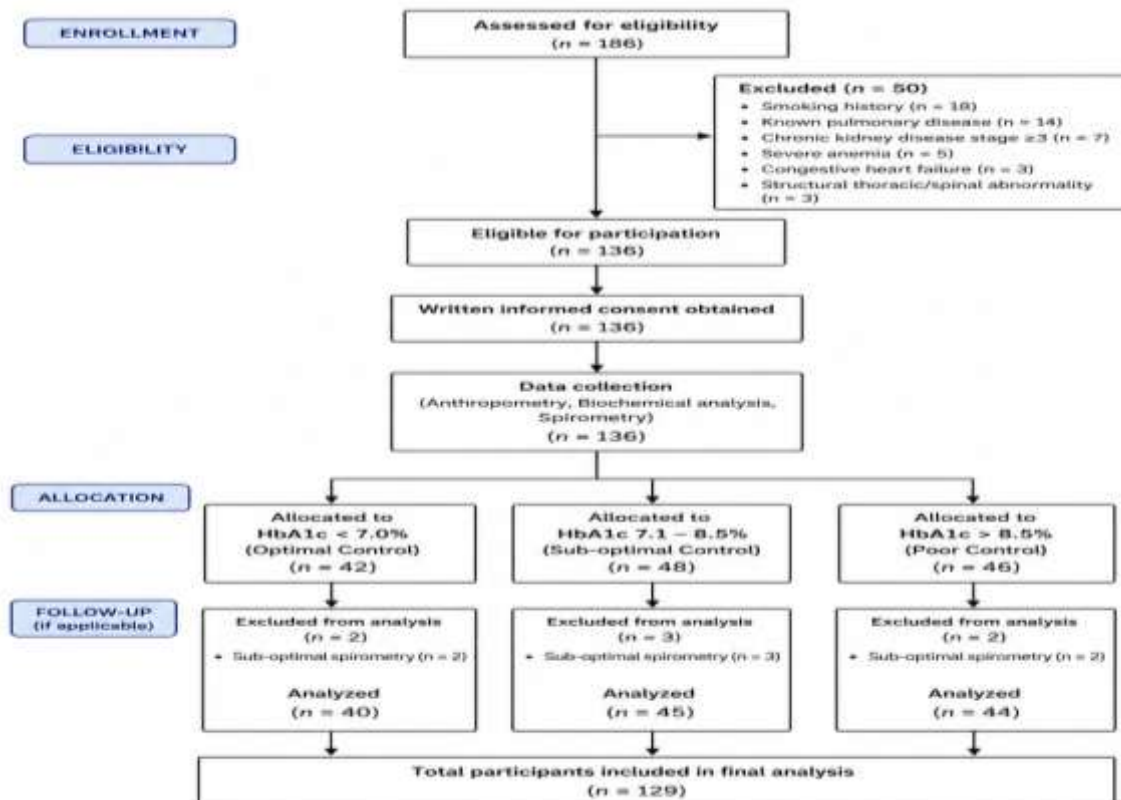 ENROLLMENT
Assessed for eligibility
(n = 186)
Excluded (n = 50)
• Smoking history (n = 18)
• Known pulmonary disease (n = 14)
• Chronic kidney disease stage ≥3 (n = 7)
• Severe anemia (n = 5)
• Congestive heart failure (n = 3)
• Structural thoracic/spinal abnormality
(n = 3)
ELIGIBILITY
Eligible for participation
(n = 136)
Written informed consent obtained
(n = 136)
Data collection
(Anthropometry, Biochemical analysis,
Spirometry)
(n = 136)
ALLOCATION
Allocated to
HbA1c < 7.0%
(Optimal Control)
(n = 42)
Allocated to
HbA1c 7.1 – 8.5%
(Sub-optimal Control)
(n = 48)
Allocated to
HbA1c > 8.5%
(Poor Control)
(n = 46)
FOLLOW-UP
(if applicable)
Excluded from analysis
(n = 2)
• Sub-optimal spirometry (n = 2)
Analyzed
(n = 40)
Excluded from analysis
(n = 3)
• Sub-optimal spirometry (n = 3)
Analyzed
(n = 45)
Excluded from analysis
(n = 2)
• Sub-optimal spirometry (n = 2)
Analyzed
(n = 44)
Total participants included in final analysis
(n = 129)